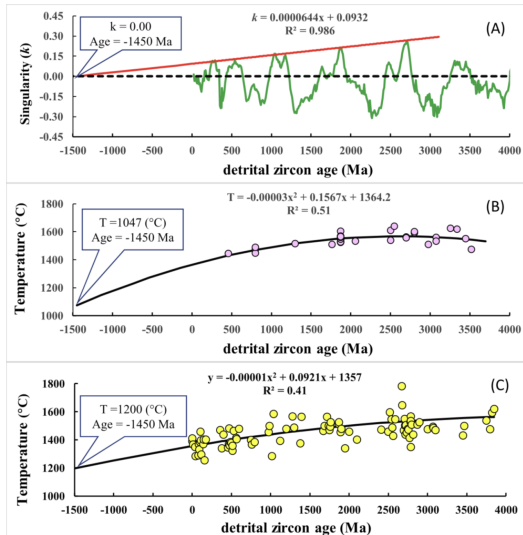 (A)
k = 0.00
Age = -1450 Ma
k = 0.0000644x + 0.0932
R² = 0.986
Singularity (k)
0.45
0.30
0.15
0.00
-0.15
-0.30
0.45
-1500 -1000 -500 0 500 1000 1500 2000 2500 3000 3500 4000
detrital zircon age (Ma)
(B)
T = -0.00003x² + 0.1567x + 1364.2
R² = 0.51
T =1047 (°C)
Age = -1450 Ma
Temperature (°C)
1800
1600
1400
1200
1000
-1500 -1000 -500 0 500 1000 1500 2000 2500 3000 3500 4000
detrital zircon age (Ma)
(C)
y = -0.00001x² + 0.0921x + 1357
R² = 0.41
T =1200 (°C)
Age = -1450 Ma
Temperature (°C)
1800
1600
1400
1200
1000
-1500 -1000 -500 0 500 1000 1500 2000 2500 3000 3500 4000
detrital zircon age (Ma)